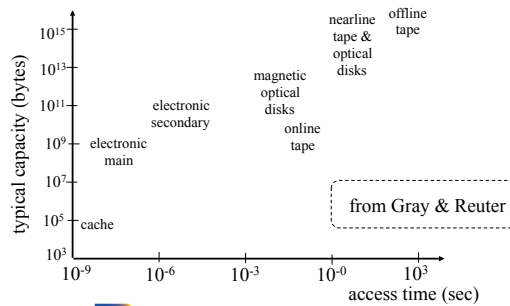 typical capacity (bytes)
10^15
10^13
10^11
10^9
10^7
10^5
10^3
nearline
tape &
optical
disks
offline
tape
magnetic
optical
disks
electronic
secondary
online
tape
electronic
main
cache
from Gray & Reuter
10^-9
10^-6
10^-3
10^-0
10^3
access time (sec)